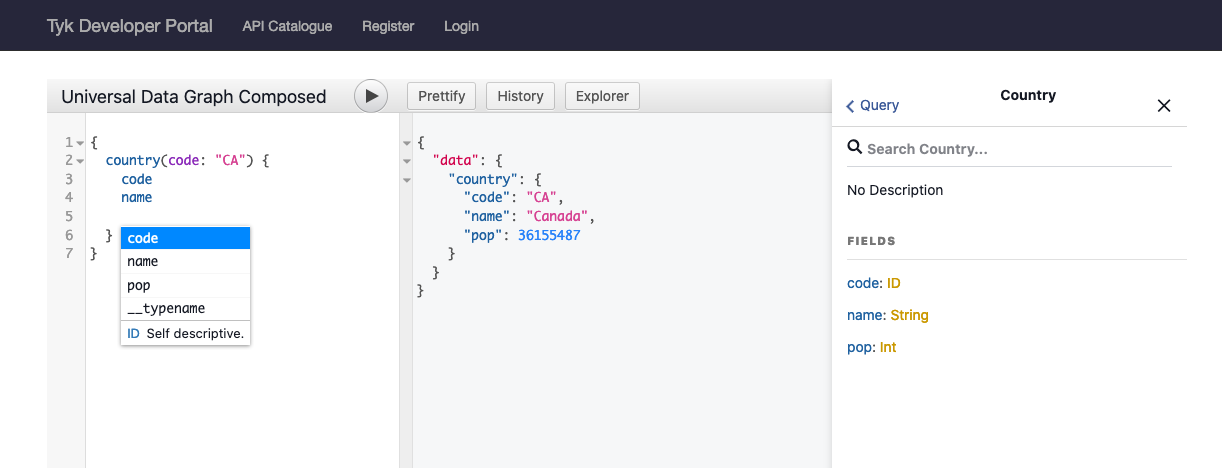 Tyk Developer Portal API Catalogue Register Login
Universal Data Graph Composed Prettify History Explorer
1 {
2 country(code: "CA") {
3 code
4 name
5
6 }
7 }
code
name
pop
__typename
ID Self descriptive.
{
"data": {
"country": {
"code": "CA",
"name": "Canada",
"pop": 36155487
}
}
}
Query Country
Search Country...
No Description
FIELDS
code: ID
name: String
pop: Int